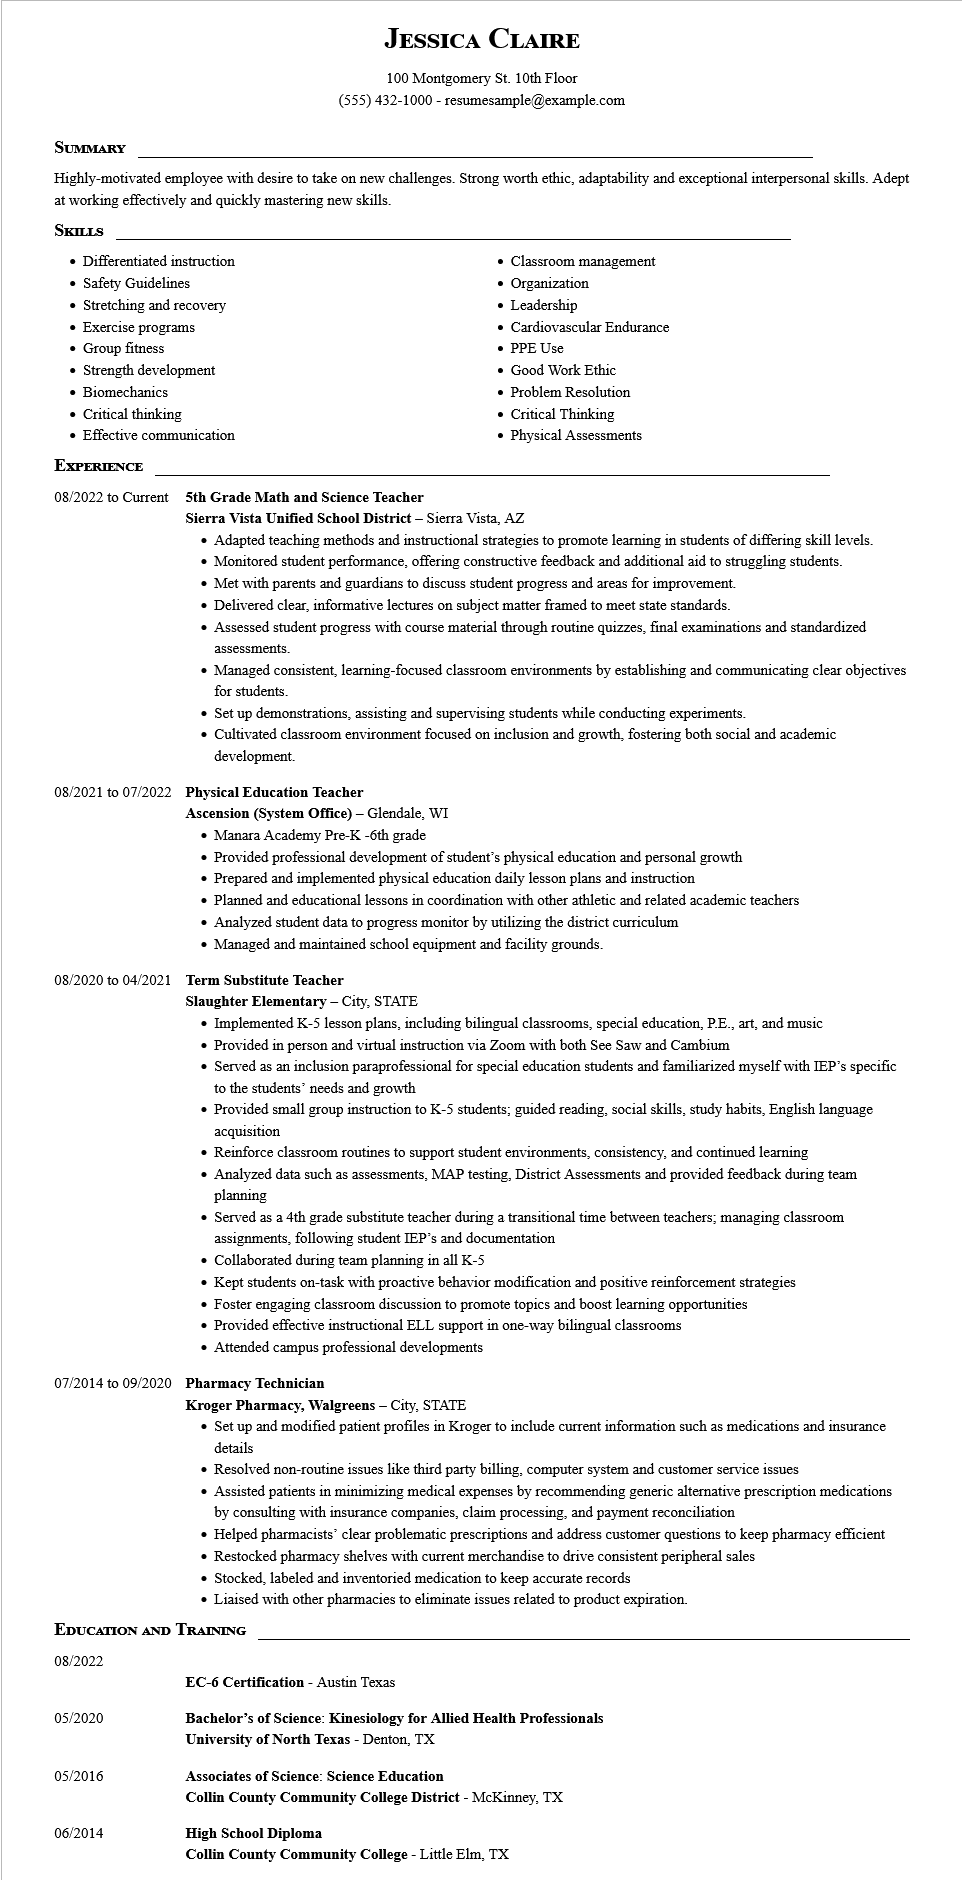 Jessica Claire
100 Montgomery St. 10th Floor
(555) 432-1000 - resumesample@example.com
Summary
Highly-motivated employee with desire to take on new challenges. Strong worth ethic, adaptability and exceptional interpersonal skills. Adept
at working effectively and quickly mastering new skills.
Skills
• Differentiated instruction
• Safety Guidelines
• Stretching and recovery
• Exercise programs
• Group fitness
• Strength development
• Biomechanics
• Critical thinking
• Effective communication
• Classroom management
• Organization
• Leadership
• Cardiovascular Endurance
• PPE Use
• Good Work Ethic
• Problem Resolution
• Critical Thinking
• Physical Assessments
Experience
08/2022 to Current 5th Grade Math and Science Teacher
Sierra Vista Unified School District – Sierra Vista, AZ
• Adapted teaching methods and instructional strategies to promote learning in students of differing skill levels.
• Monitored student performance, offering constructive feedback and additional aid to struggling students.
• Met with parents and guardians to discuss student progress and areas for improvement.
• Delivered clear, informative lectures on subject matter framed to meet state standards.
• Assessed student progress with course material through routine quizzes, final examinations and standardized
assessments.
• Managed consistent, learning-focused classroom environments by establishing and communicating clear objectives
for students.
• Set up demonstrations, assisting and supervising students while conducting experiments.
• Cultivated classroom environment focused on inclusion and growth, fostering both social and academic
development.
08/2021 to 07/2022 Physical Education Teacher
Ascension (System Office) – Glendale, WI
• Manara Academy Pre-K -6th grade
• Provided professional development of student’s physical education and personal growth
• Prepared and implemented physical education daily lesson plans and instruction
• Planned and educational lessons in coordination with other athletic and related academic teachers
• Analyzed student data to progress monitor by utilizing the district curriculum
• Managed and maintained school equipment and facility grounds.
08/2020 to 04/2021 Term Substitute Teacher
Slaughter Elementary – City, STATE
• Implemented K-5 lesson plans, including bilingual classrooms, special education, P.E., art, and music
• Provided in person and virtual instruction via Zoom with both See Saw and Cambium
• Served as an inclusion paraprofessional for special education students and familiarized myself with IEP’s specific
to the students’ needs and growth
• Provided small group instruction to K-5 students; guided reading, social skills, study habits, English language
acquisition
• Reinforce classroom routines to support student environments, consistency, and continued learning
• Analyzed data such as assessments, MAP testing, District Assessments and provided feedback during team
planning
• Served as a 4th grade substitute teacher during a transitional time between teachers; managing classroom
assignments, following student IEP’s and documentation
• Collaborated during team planning in all K-5
• Kept students on-task with proactive behavior modification and positive reinforcement strategies
• Foster engaging classroom discussion to promote topics and boost learning opportunities
• Provided effective instructional ELL support in one-way bilingual classrooms
• Attended campus professional developments
07/2014 to 09/2020 Pharmacy Technician
Kroger Pharmacy, Walgreens – City, STATE
• Set up and modified patient profiles in Kroger to include current information such as medications and insurance
details
• Resolved non-routine issues like third party billing, computer system and customer service issues
• Assisted patients in minimizing medical expenses by recommending generic alternative prescription medications
by consulting with insurance companies, claim processing, and payment reconciliation
• Helped pharmacists’ clear problematic prescriptions and address customer questions to keep pharmacy efficient
• Restocked pharmacy shelves with current merchandise to drive consistent peripheral sales
• Stocked, labeled and inventoried medication to keep accurate records
• Liaised with other pharmacies to eliminate issues related to product expiration.
Education and Training
08/2022
EC-6 Certification - Austin Texas
05/2020 Bachelor’s of Science: Kinesiology for Allied Health Professionals
University of North Texas - Denton, TX
05/2016 Associates of Science: Science Education
Collin County Community College District - McKinney, TX
06/2014 High School Diploma
Collin County Community College - Little Elm, TX